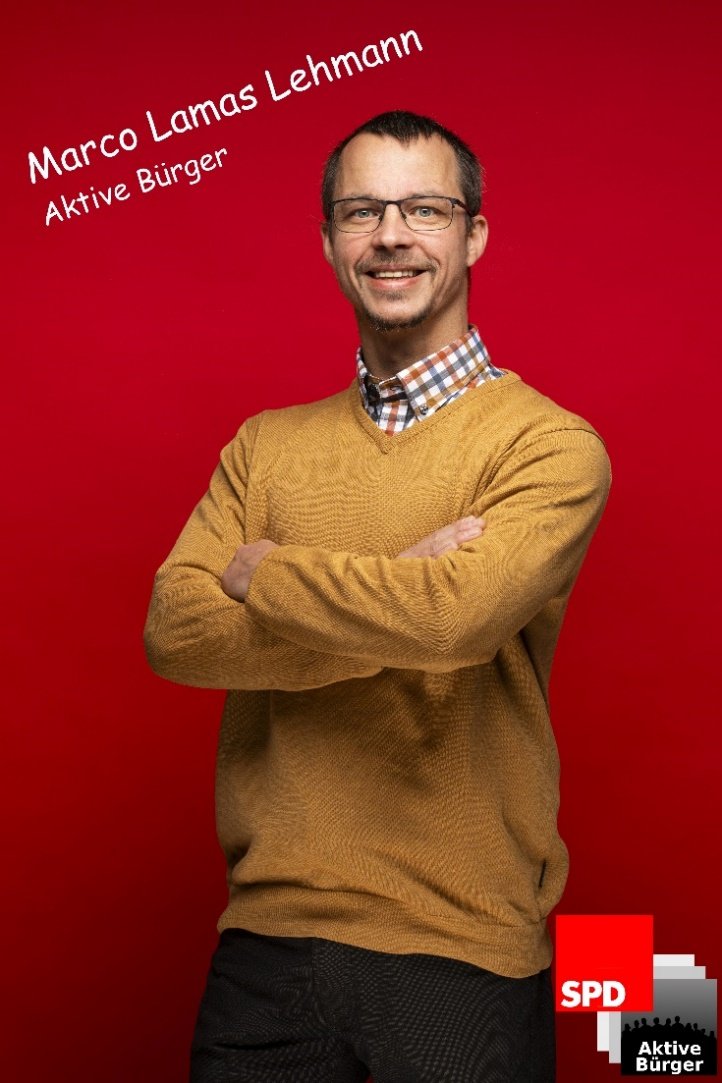 Marco Lamas Lehmann
Aktive Bürger
SPD
Aktive
Bürger